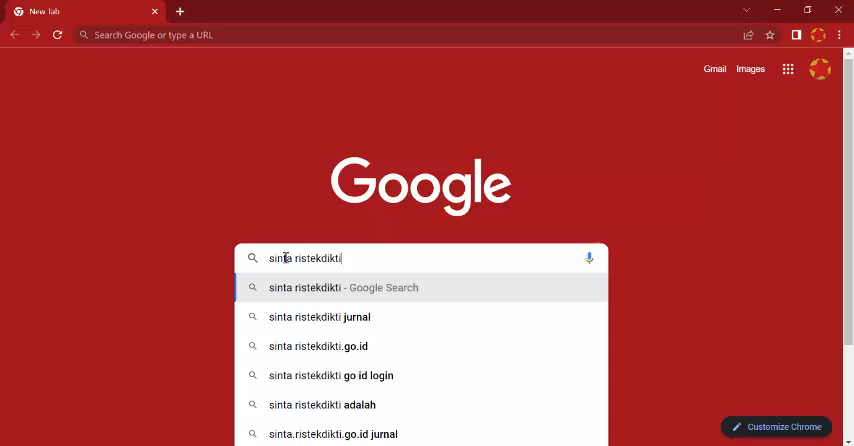 New Tab
Search Google or type a URL
Gmail Images
Google
sinta ristekdikti
sinta ristekdikti - Google Search
sinta ristekdikti jurnal
sinta ristekdikti.go.id
sinta ristekdikti go id login
sinta ristekdikti adalah
sinta.ristekdikti.go.id jurnal
Customize Chrome